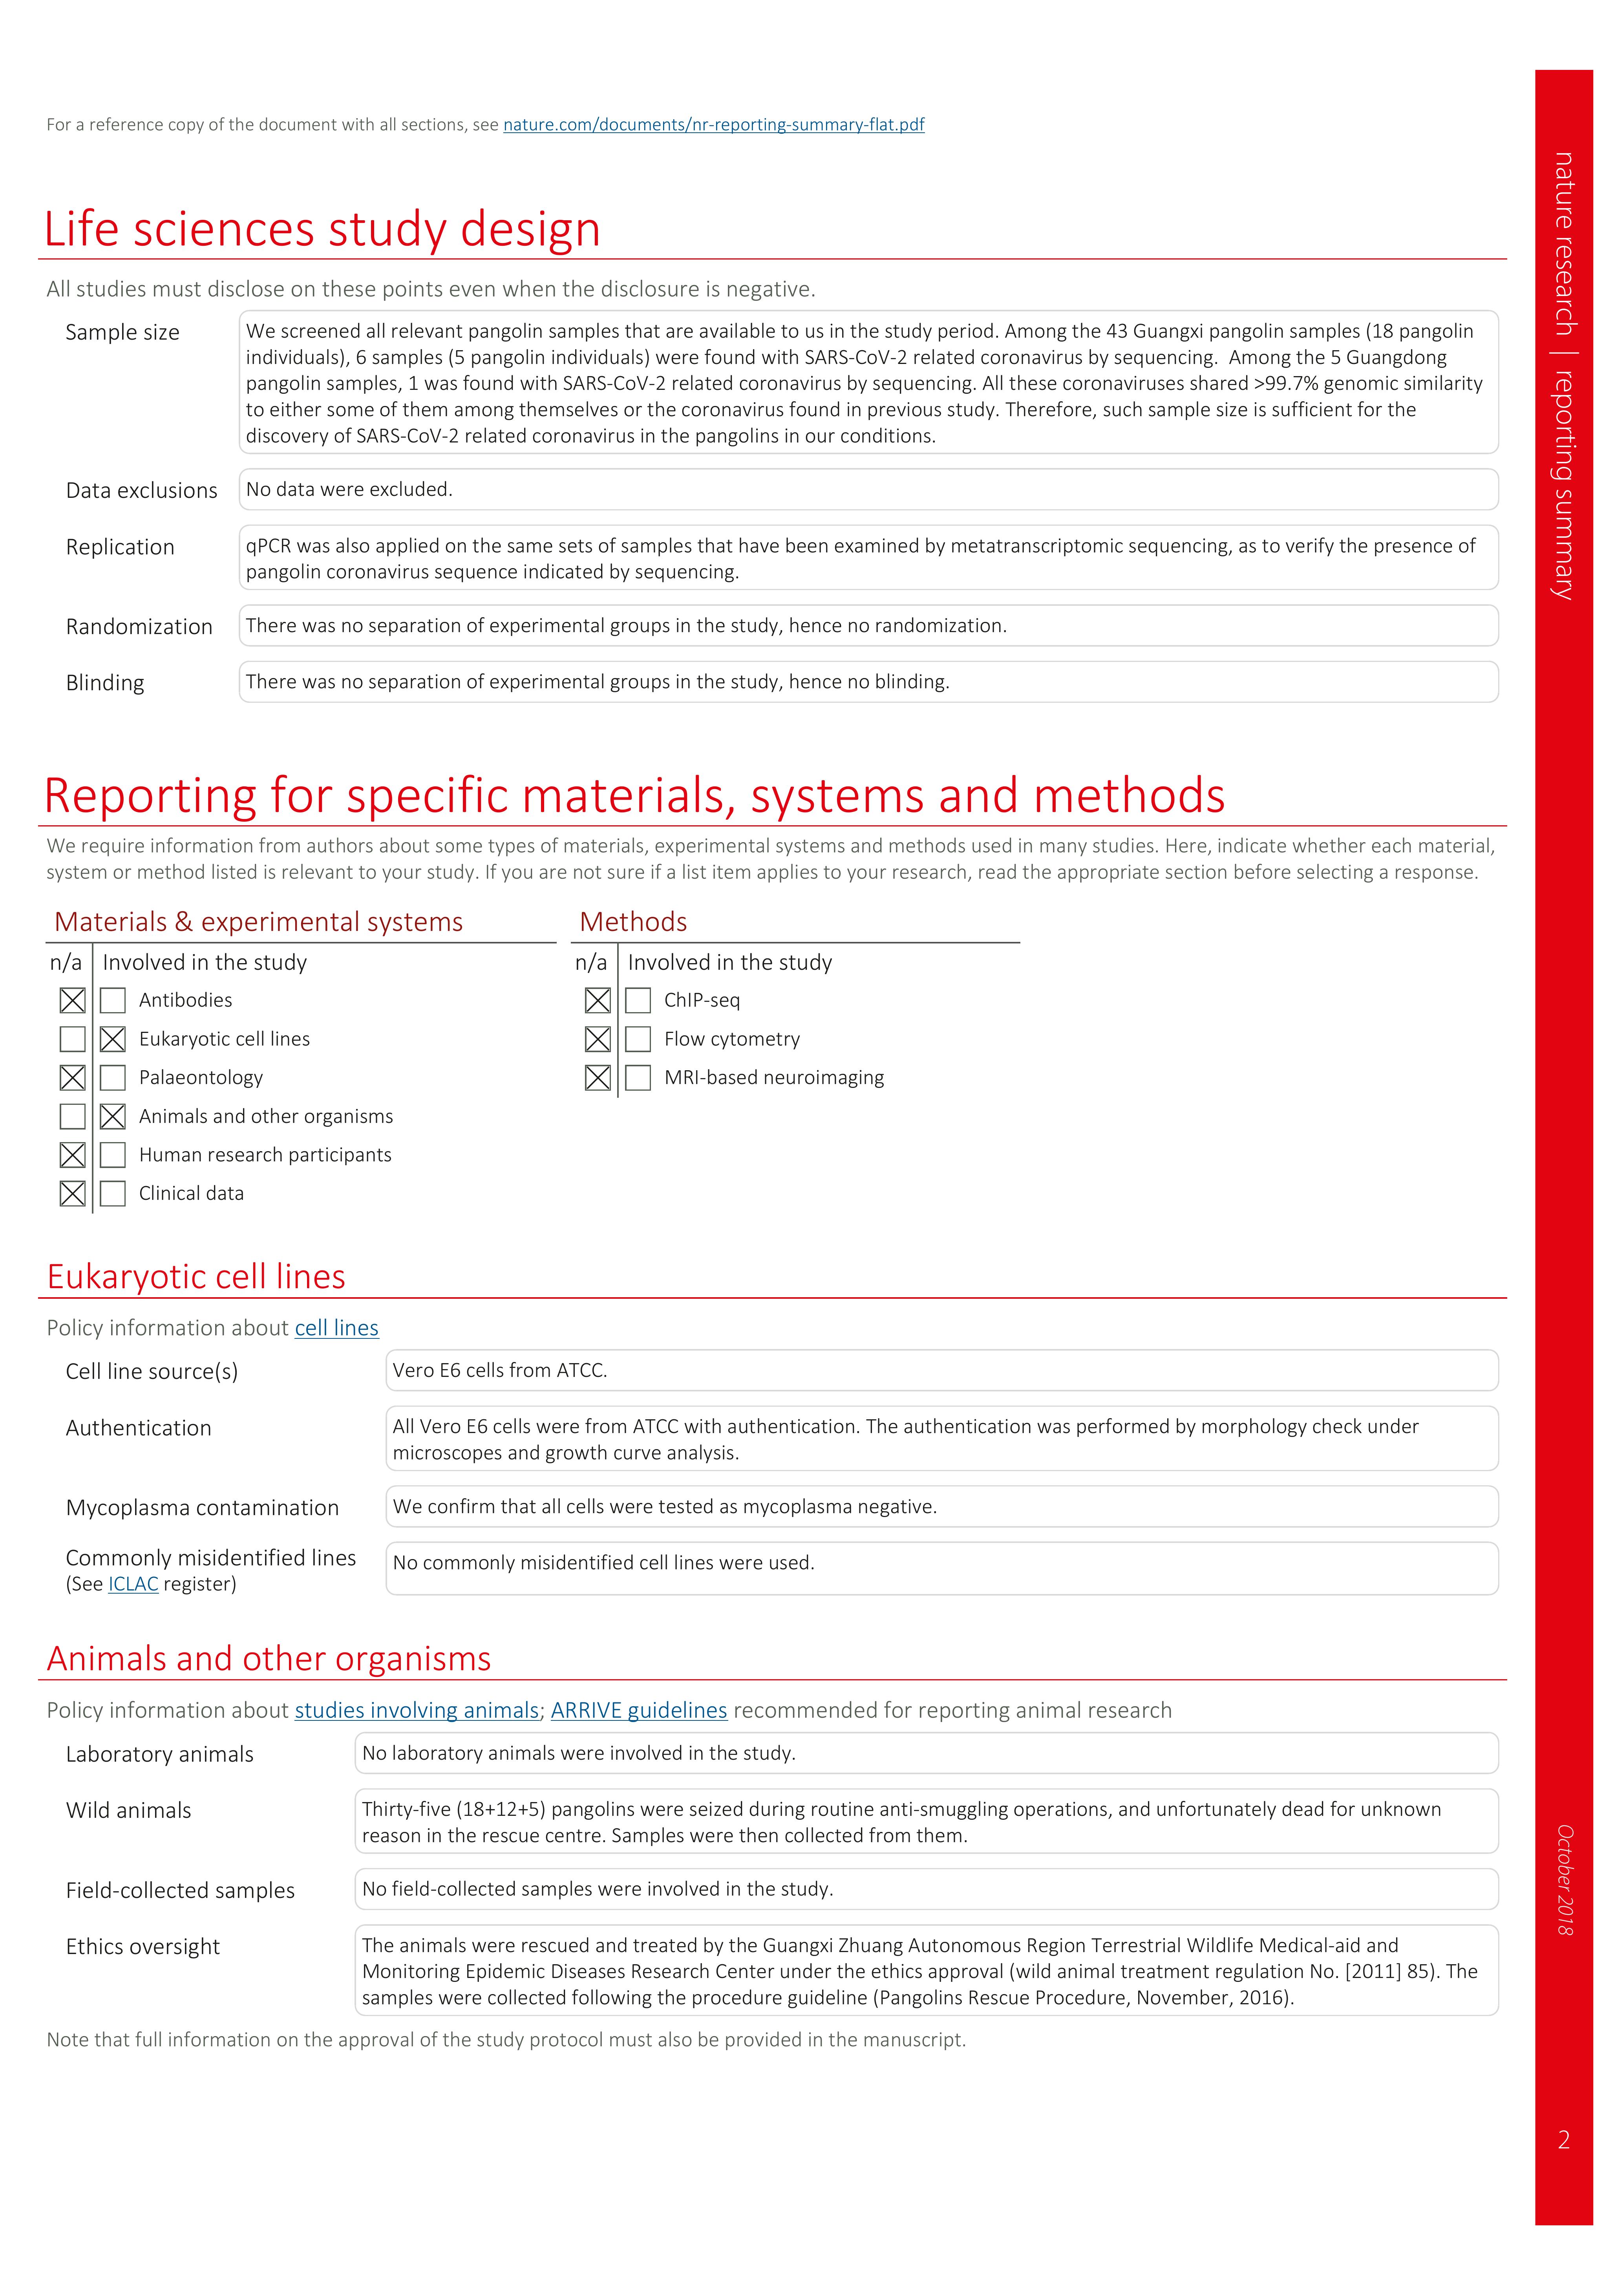 For a reference copy of the document with all sections, see nature.com/documents/nr-reporting-summary-flat.pdf
Life sciences study design
All studies must disclose on these points even when the disclosure is negative.
Sample size
We screened all relevant pangolin samples that are available to us in the study period. Among the 43 Guangxi pangolin samples (18 pangolin
individuals), 6 samples (5 pangolin individuals) were found with SARS-CoV-2 related coronavirus by sequencing.  Among the 5 Guangdong
pangolin samples, 1 was found with SARS-CoV-2 related coronavirus by sequencing. All these coronaviruses shared >99.7% genomic similarity
to either some of them among themselves or the coronavirus found in previous study. Therefore, such sample size is sufficient for the
discovery of SARS-CoV-2 related coronavirus in the pangolins in our conditions.
Data exclusions
No data were excluded.
Replication
qPCR was also applied on the same sets of samples that have been examined by metatranscriptomic sequencing, as to verify the presence of
pangolin coronavirus sequence indicated by sequencing.
Randomization
There was no separation of experimental groups in the study, hence no randomization.
Blinding
There was no separation of experimental groups in the study, hence no blinding.
Reporting for specific materials, systems and methods
We require information from authors about some types of materials, experimental systems and methods used in many studies. Here, indicate whether each material,
system or method listed is relevant to your study. If you are not sure if a list item applies to your research, read the appropriate section before selecting a response.
Materials & experimental systems
n/a Involved in the study
Antibodies
Eukaryotic cell lines
Palaeontology
Animals and other organisms
Human research participants
Clinical data
Methods
n/a Involved in the study
ChIP-seq
Flow cytometry
MRI-based neuroimaging
Eukaryotic cell lines
Policy information about cell lines
Cell line source(s)
Vero E6 cells from ATCC.
Authentication
All Vero E6 cells were from ATCC with authentication. The authentication was performed by morphology check under
microscopes and growth curve analysis.
Mycoplasma contamination
We confirm that all cells were tested as mycoplasma negative.
Commonly misidentified lines
(See ICLAC register)
No commonly misidentified cell lines were used.
Animals and other organisms
Policy information about studies involving animals; ARRIVE guidelines recommended for reporting animal research
Laboratory animals
No laboratory animals were involved in the study.
Wild animals
Thirty-five (18+12+5) pangolins were seized during routine anti-smuggling operations, and unfortunately dead for unknown
reason in the rescue centre. Samples were then collected from them.
Field-collected samples
No field-collected samples were involved in the study.
Ethics oversight
The animals were rescued and treated by the Guangxi Zhuang Autonomous Region Terrestrial Wildlife Medical-aid and
Monitoring Epidemic Diseases Research Center under the ethics approval (wild animal treatment regulation No. [2011] 85). The
samples were collected following the procedure guideline (Pangolins Rescue Procedure, November, 2016).
Note that full information on the approval of the study protocol must also be provided in the manuscript.
nature research | reporting summary
October 2018
2